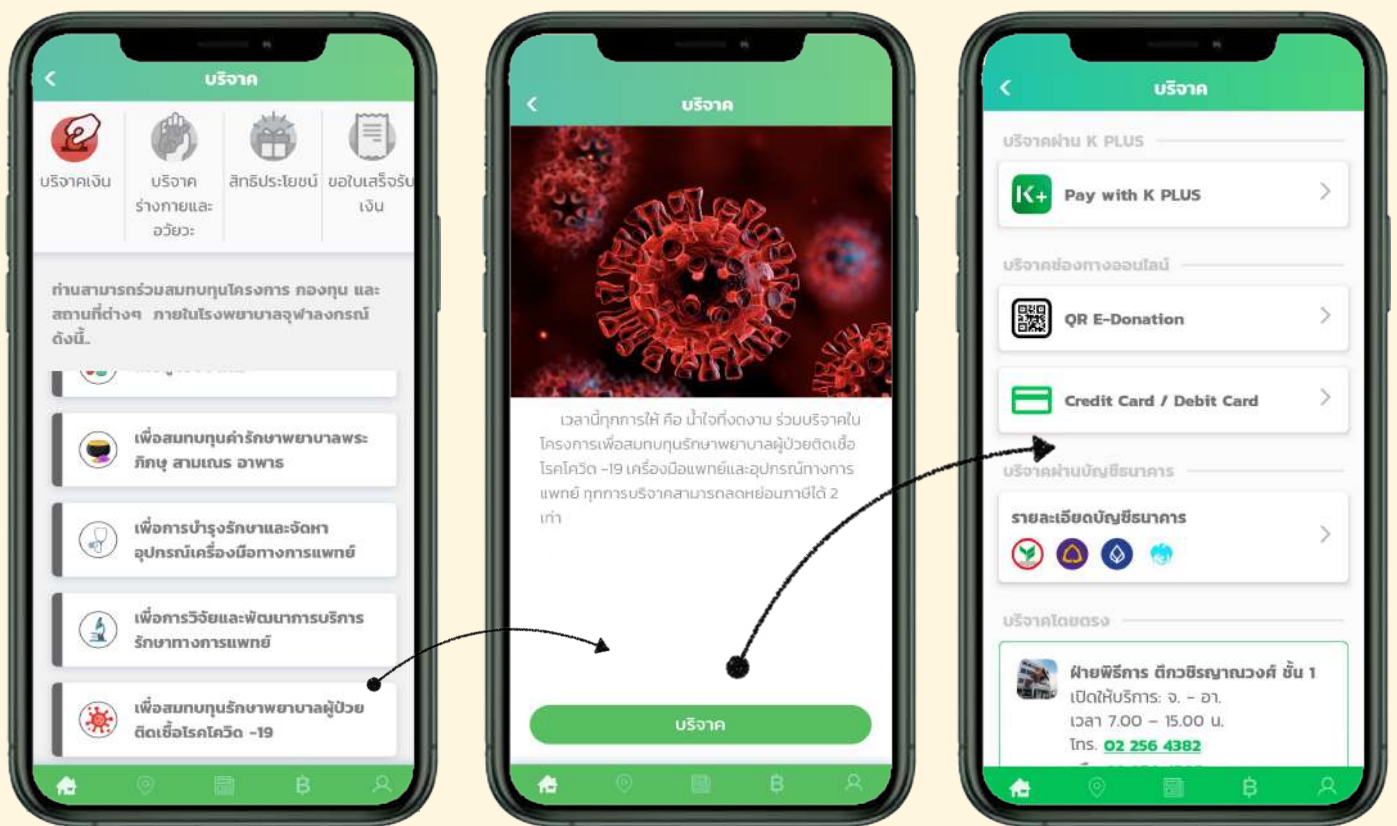 บริจาค
บริจาคเงิน
บริจาค
ร่างกายและ
อวัยวะ
สิทธิประโยชน์
ขอใบเสร็จรับ
เงิน
ท่านสามารถร่วมสมทบทุนโครงการ กองทุน และ
สถานที่ต่างๆ ภายในโรงพยาบาลจุฬาลงกรณ์
ดังนี้..
เพื่อสมทบทุนค่ารักษาพยาบาลพระ
ภิกษุ สามเณร อาพาธ
เพื่อการบำรุงรักษาและจัดหา
อุปกรณ์เครื่องมือทางการแพทย์
เพื่อการวิจัยและพัฒนาการบริการ
รักษาทางการแพทย์
เพื่อสมทบทุนรักษาพยาบาลผู้ป่วย
ติดเชื้อโรคโควิด -19
บริจาค
เวลานี้ทุกการให้ คือ น้ำใจที่งดงาม ร่วมบริจาคใน
โครงการเพื่อสมทบทุนรักษาพยาบาลผู้ป่วยติดเชื้อ
โรคโควิด -19 เครื่องมือแพทย์และอุปกรณ์ทางการ
แพทย์ ทุกการบริจาคสามารถลดหย่อนภาษีได้ 2
เท่า
บริจาค
บริจาค
บริจาคผ่าน K PLUS
K+
Pay with K PLUS
บริจาคช่องทางออนไลน์
QR E-Donation
Credit Card / Debit Card
บริจาคผ่านบัญชีธนาคาร
รายละเอียดบัญชีธนาคาร
บริจาคโดยตรง
ฝ่ายพิธีการ ตึกวชิรญาณวงศ์ ชั้น 1
เปิดให้บริการ: จ. - อา.
เวลา 7.00 - 15.00 น.
โทร. 02 256 4382